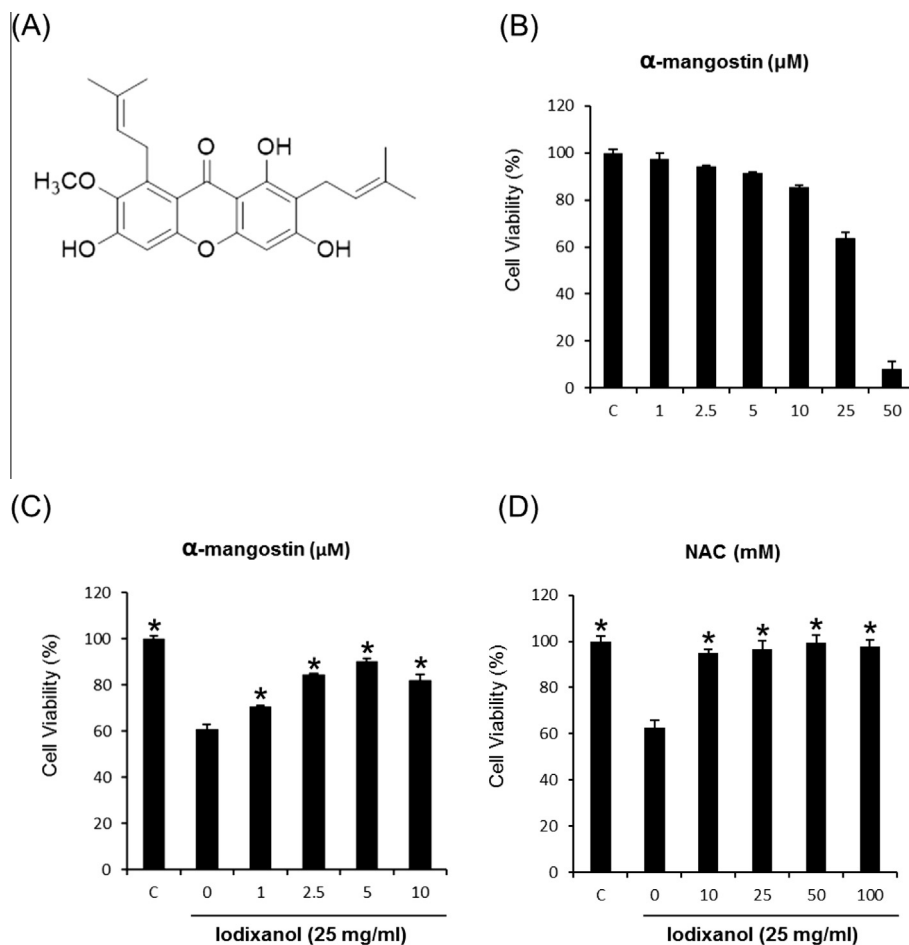 (A)
O
OH
H₃CO
HO
O
OH
(B)
α-mangostin (µM)
Cell Viability (%)
120
100
80
60
40
20
0
C 1 2.5 5 10 25 50
(C)
α-mangostin (µM)
Cell Viability (%)
120
100
80
60
40
20
0
* * * * *
C 0 1 2.5 5 10
Iodixanol (25 mg/ml)
(D)
NAC (mM)
Cell Viability (%)
120
100
80
60
40
20
0
* * * * *
C 0 10 25 50 100
Iodixanol (25 mg/ml)